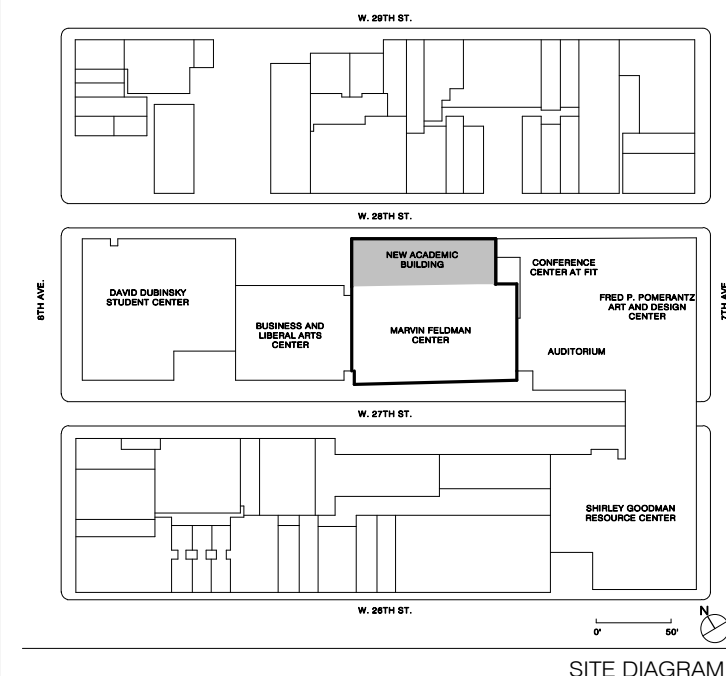 W. 29TH ST.
W. 28TH ST.
NEW ACADEMIC
BUILDING
CONFERENCE
CENTER AT FIT
DAVID DUBINSKY
STUDENT CENTER
FRED P. POMERANTZ
ART AND DESIGN
CENTER
8TH AVE.
7TH AVE.
BUSINESS AND
LIBERAL ARTS
CENTER
MARVIN FELDMAN
CENTER
AUDITORIUM
W. 27TH ST.
SHIRLEY GOODMAN
RESOURCE CENTER
W. 26TH ST.
N
0'
50'
SITE DIAGRAM